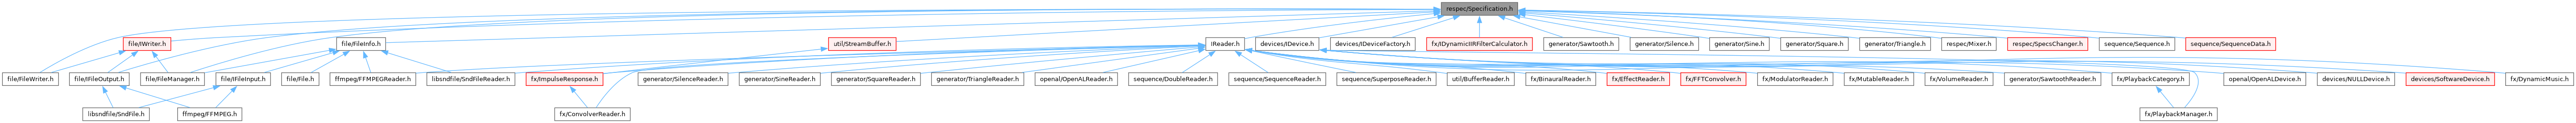 respec/Specification.h
file/IWriter.h
file/FileInfo.h
util/StreamBuffer.h
IReader.h
devices/IDevice.h
devices/IDeviceFactory.h
fx/IDynamicIIRFilterCalculator.h
generator/Sawtooth.h
generator/Silence.h
generator/Sine.h
generator/Square.h
generator/Triangle.h
respec/Mixer.h
respec/SpecsChanger.h
sequence/Sequence.h
sequence/SequenceData.h
file/FileWriter.h
file/IFileOutput.h
file/FileManager.h
file/IFileInput.h
file/File.h
ffmpeg/FFMPEGReader.h
libsndfile/SndFileReader.h
fx/ImpulseResponse.h
generator/SilenceReader.h
generator/SineReader.h
generator/SquareReader.h
generator/TriangleReader.h
openal/OpenALReader.h
sequence/DoubleReader.h
sequence/SequenceReader.h
sequence/SuperposeReader.h
util/BufferReader.h
fx/BinauralReader.h
fx/EffectReader.h
fx/FFTConvolver.h
fx/ModulatorReader.h
fx/MutableReader.h
fx/VolumeReader.h
generator/SawtoothReader.h
fx/PlaybackCategory.h
openal/OpenALDevice.h
devices/NULLDevice.h
devices/SoftwareDevice.h
fx/DynamicMusic.h
libsndfile/SndFile.h
ffmpeg/FFMPEG.h
fx/ConvolverReader.h
fx/PlaybackManager.h